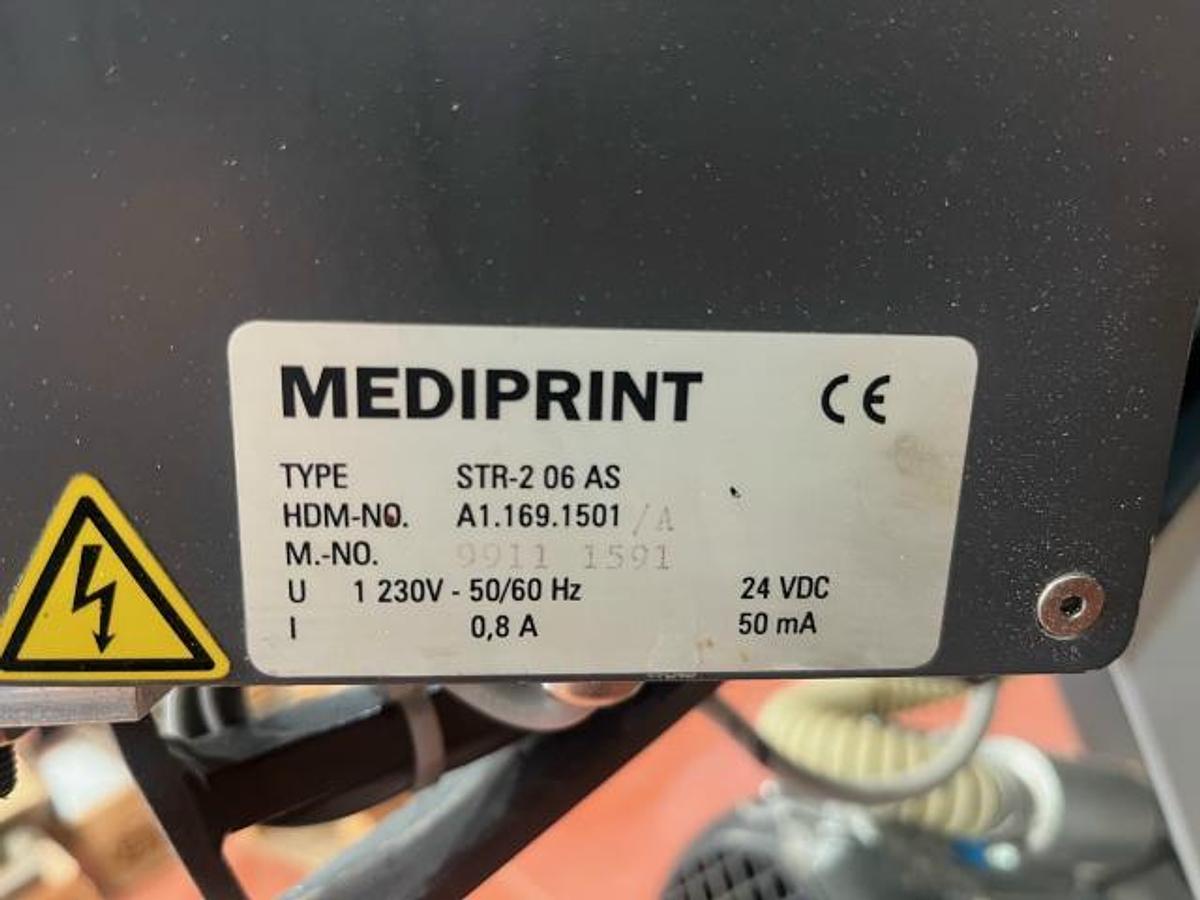 MEDIPRINT CE
TYPE STR-2 06 AS
HDM-NO. A1.169.1501 /A
M.-NO. 9911 1591
U 1 230V - 50/60 Hz 24 VDC
I 0,8 A 50 mA